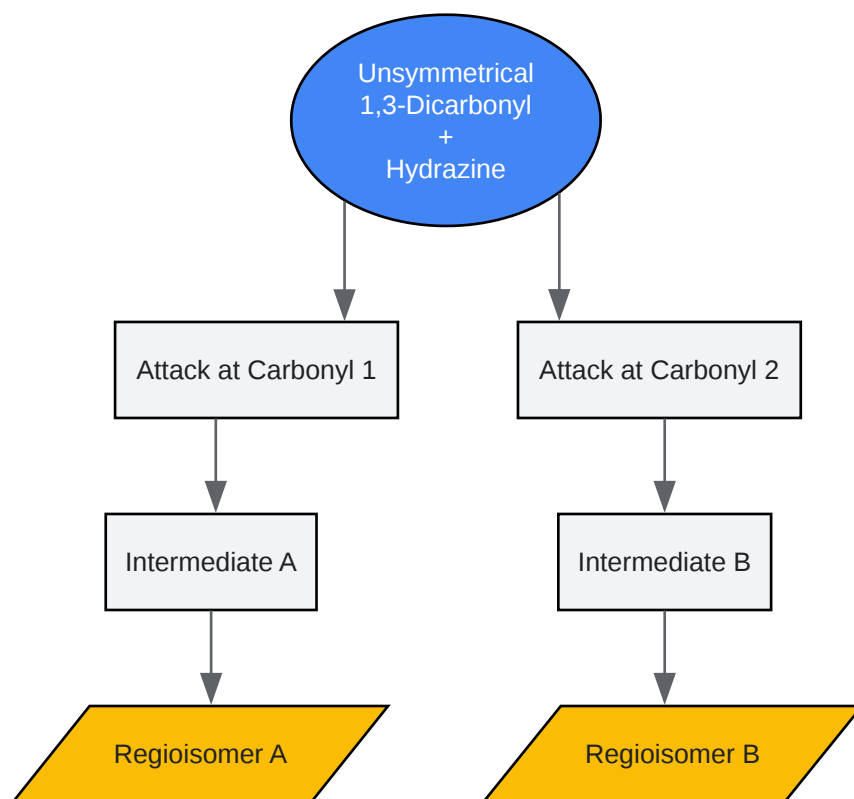 Unsymmetrical
1,3-Dicarbonyl
+
Hydrazine
Attack at Carbonyl 1
Attack at Carbonyl 2
Intermediate A
Intermediate B
Regioisomer A
Regioisomer B